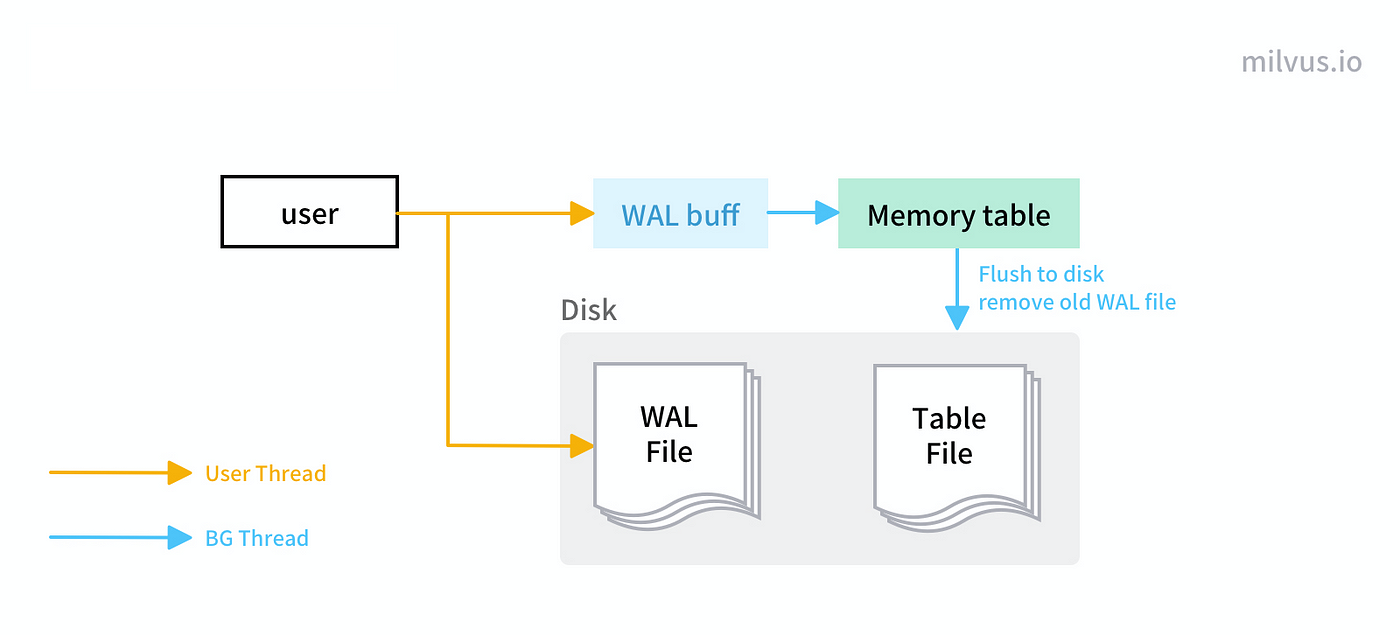 milvus.io
user
WAL buff
Memory table
Flush to disk
remove old WAL file
Disk
WAL
File
Table
File
User Thread
BG Thread